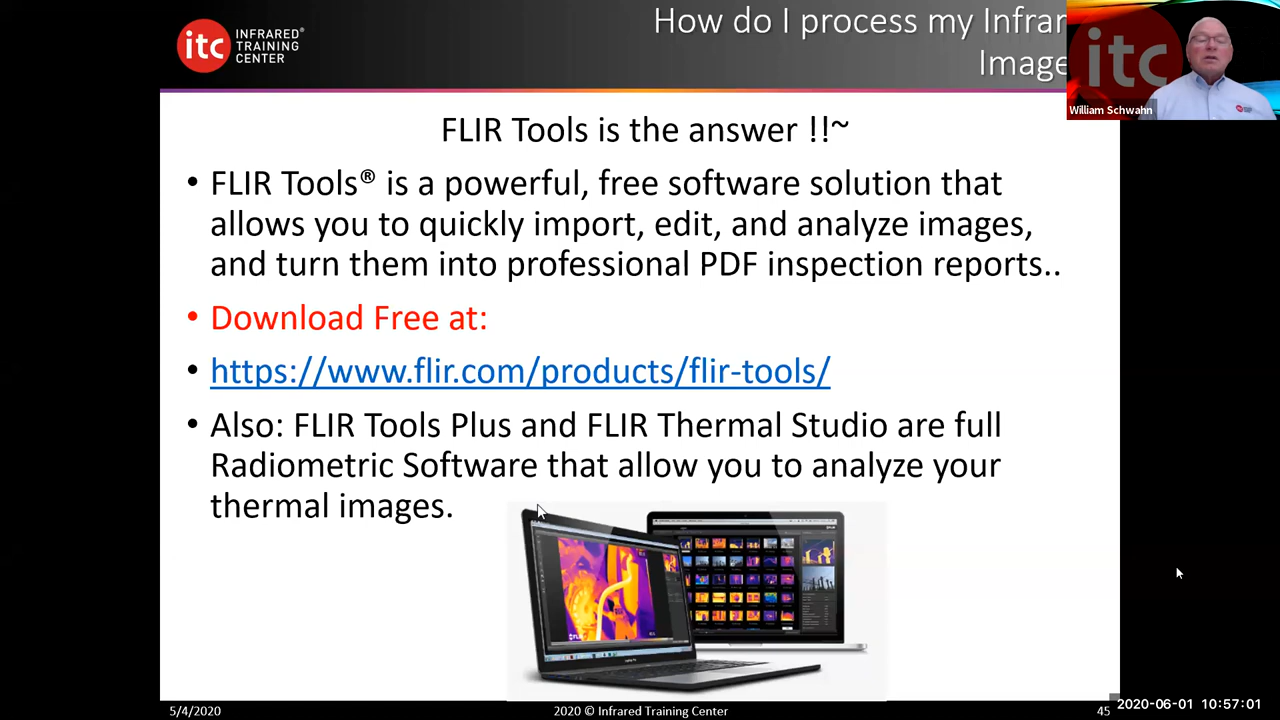 itc INFRARED® TRAINING CENTER
How do I process my Infrar
Image
itc
William Schwahn
FLIR Tools is the answer !!~
• FLIR Tools® is a powerful, free software solution that
allows you to quickly import, edit, and analyze images,
and turn them into professional PDF inspection reports..
• Download Free at:
• https://www.flir.com/products/flir-tools/
• Also: FLIR Tools Plus and FLIR Thermal Studio are full
Radiometric Software that allow you to analyze your
thermal images.
5/4/2020
2020 © Infrared Training Center
45
2020-06-01 10:57:01